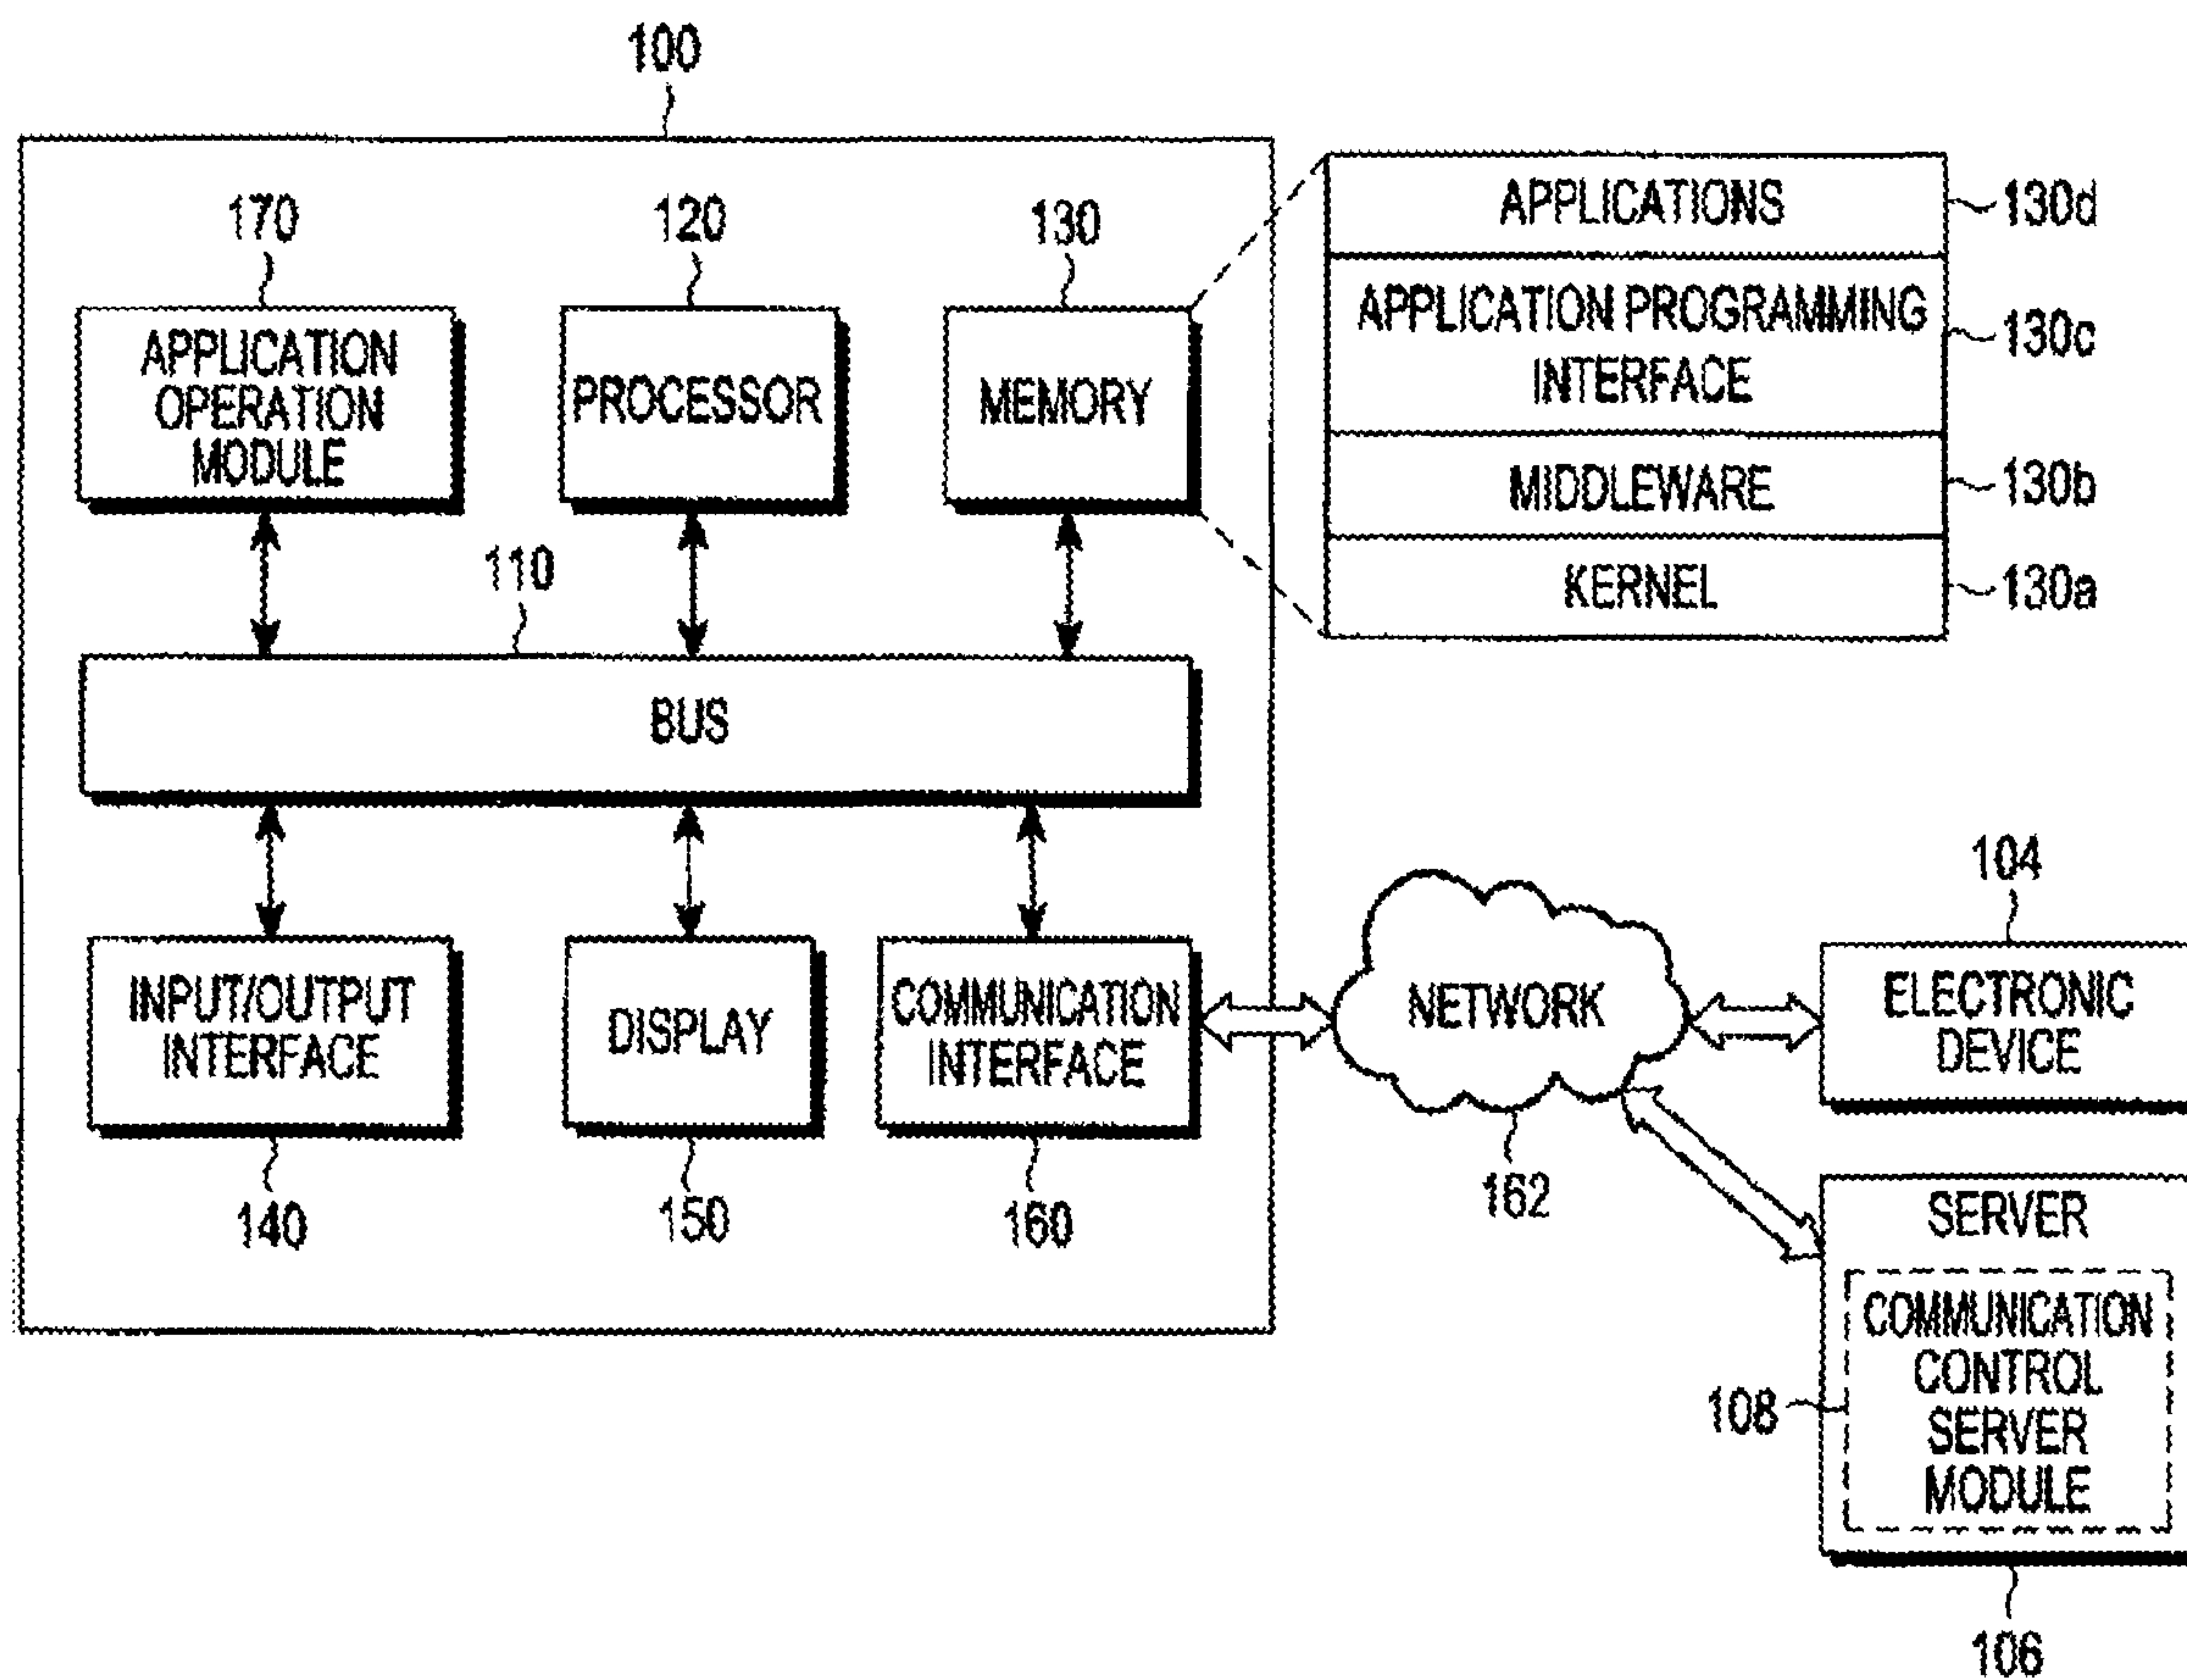 100
170
120
130
APPLICATION
OPERATION
MODULE
PROCESSOR
MEMORY
APPLICATIONS
130d
APPLICATION PROGRAMMING
INTERFACE
130c
MIDDLEWARE
130b
KERNEL
130a
110
BUS
INPUT/OUTPUT
INTERFACE
DISPLAY
COMMUNICATION
INTERFACE
140
150
160
NETWORK
162
104
ELECTRONIC
DEVICE
SERVER
COMMUNICATION
CONTROL
SERVER
MODULE
108
106